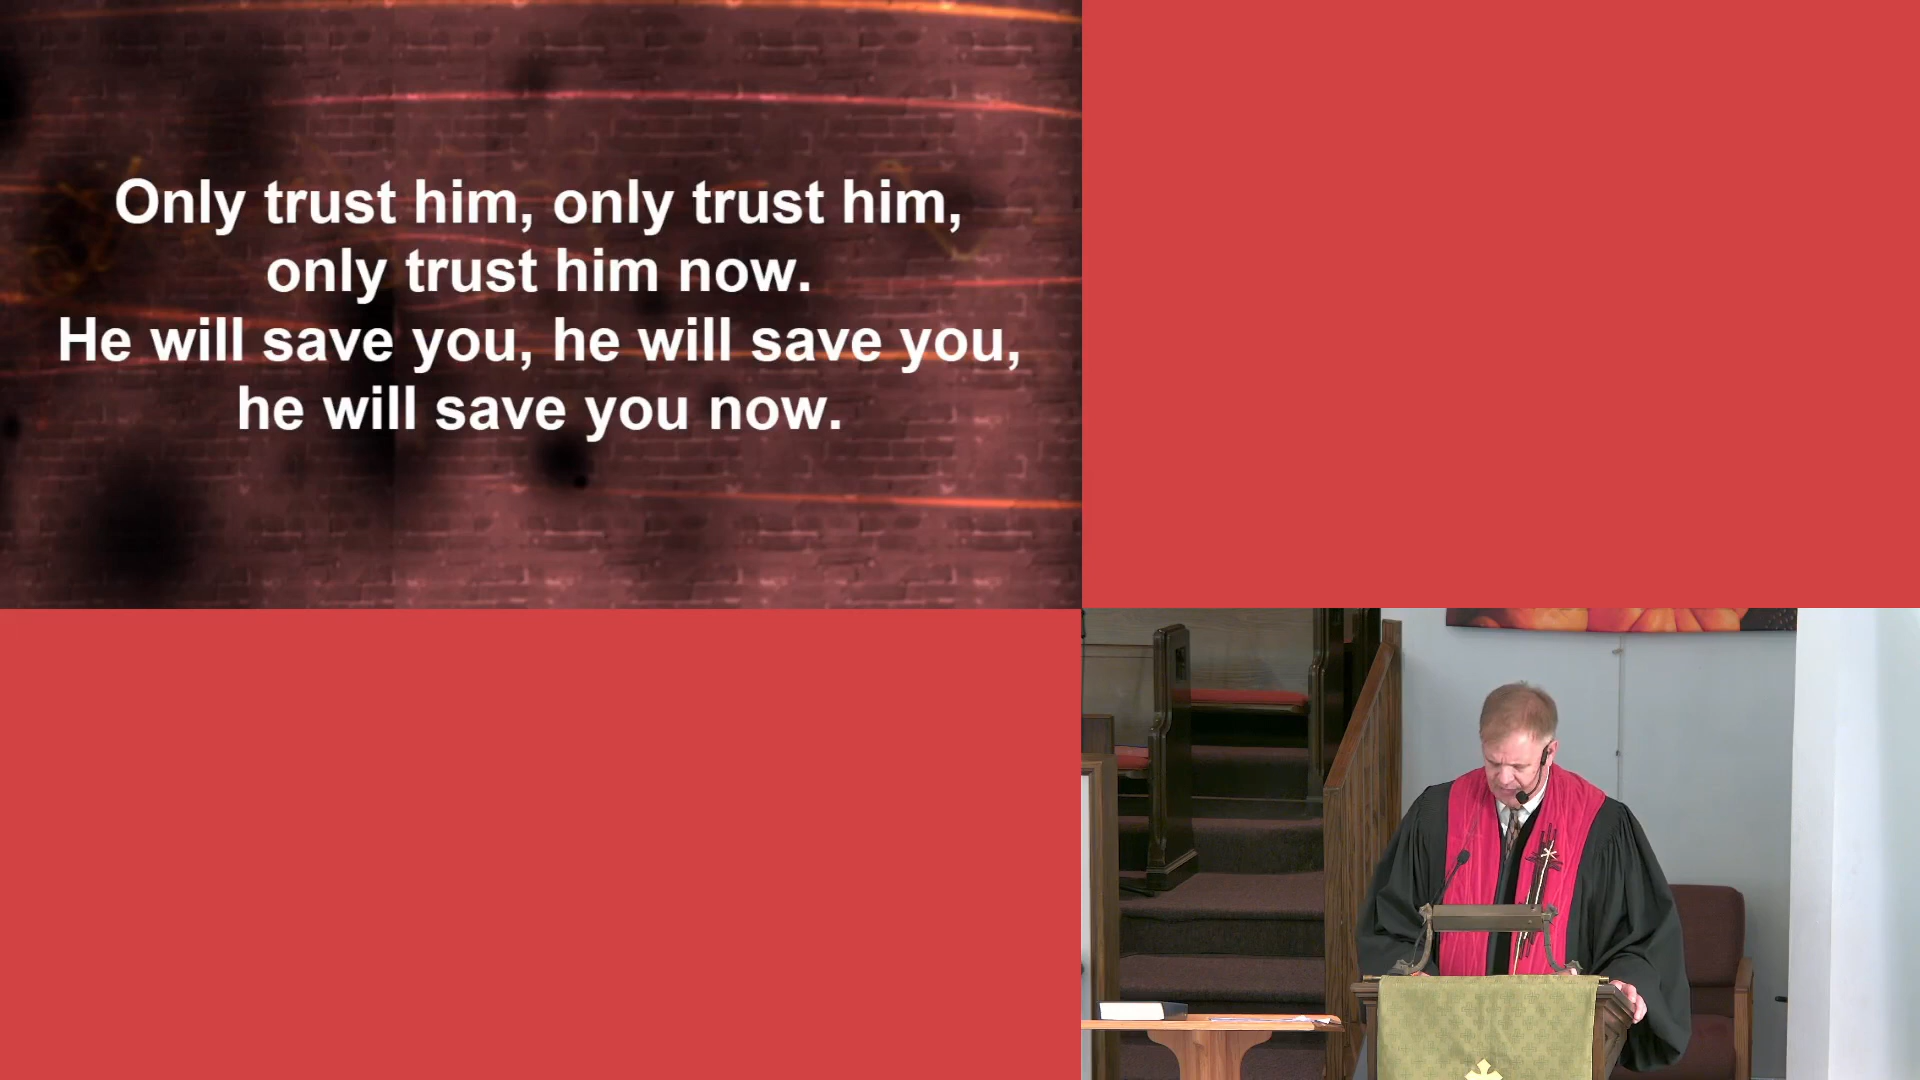 Only trust him, only trust him,
only trust him now.
He will save you, he will save you,
he will save you now.